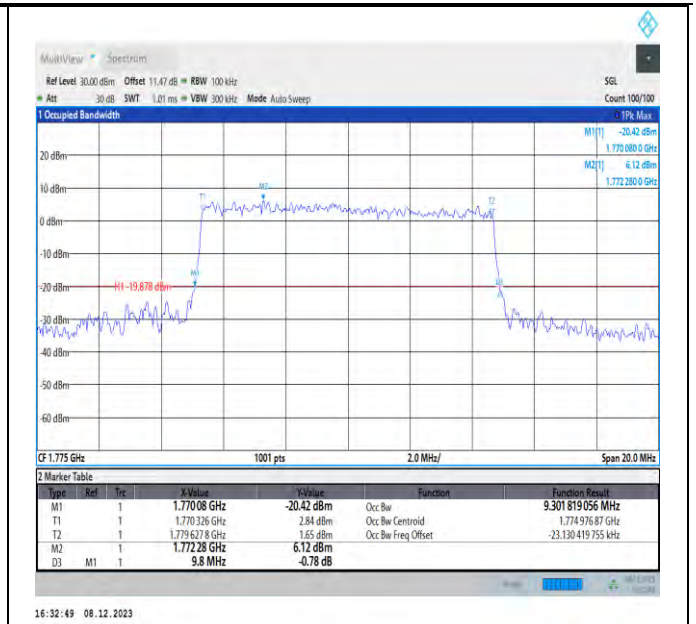 MultiView Spectrum
Ref Level 30.00 dBm Offset 11.47 dB RBW 100 kHz SGL
Att 30 dB SWT 1.01 ms VBW 300 kHz Mode Auto Sweep Count 100/100
1 Occupied Bandwidth 1Pk Max
M1[1] -20.42 dBm
1.770 080 0 GHz
M2[1] 6.12 dBm
1.772 280 0 GHz
20 dBm
10 dBm
M2
T1
T2
0 dBm
-10 dBm
M1
-20 dBm H1 -19.878 dBm
D3
-30 dBm
-40 dBm
-50 dBm
-60 dBm
CF 1.775 GHz 1001 pts 2.0 MHz/ Span 20.0 MHz
2 Marker Table
Type Ref Trc X-Value Y-Value Function Function Result
M1 1 1.770 08 GHz -20.42 dBm Occ Bw 9.301 819 056 MHz
T1 1 1.770 326 GHz 2.84 dBm Occ Bw Centroid 1.774 976 87 GHz
T2 1 1.779 627 8 GHz 1.65 dBm Occ Bw Freq Offset -23.130 419 755 kHz
M2 1 1.772 28 GHz 6.12 dBm
D3 M1 1 9.8 MHz -0.78 dB
16:32:49 08.12.2023